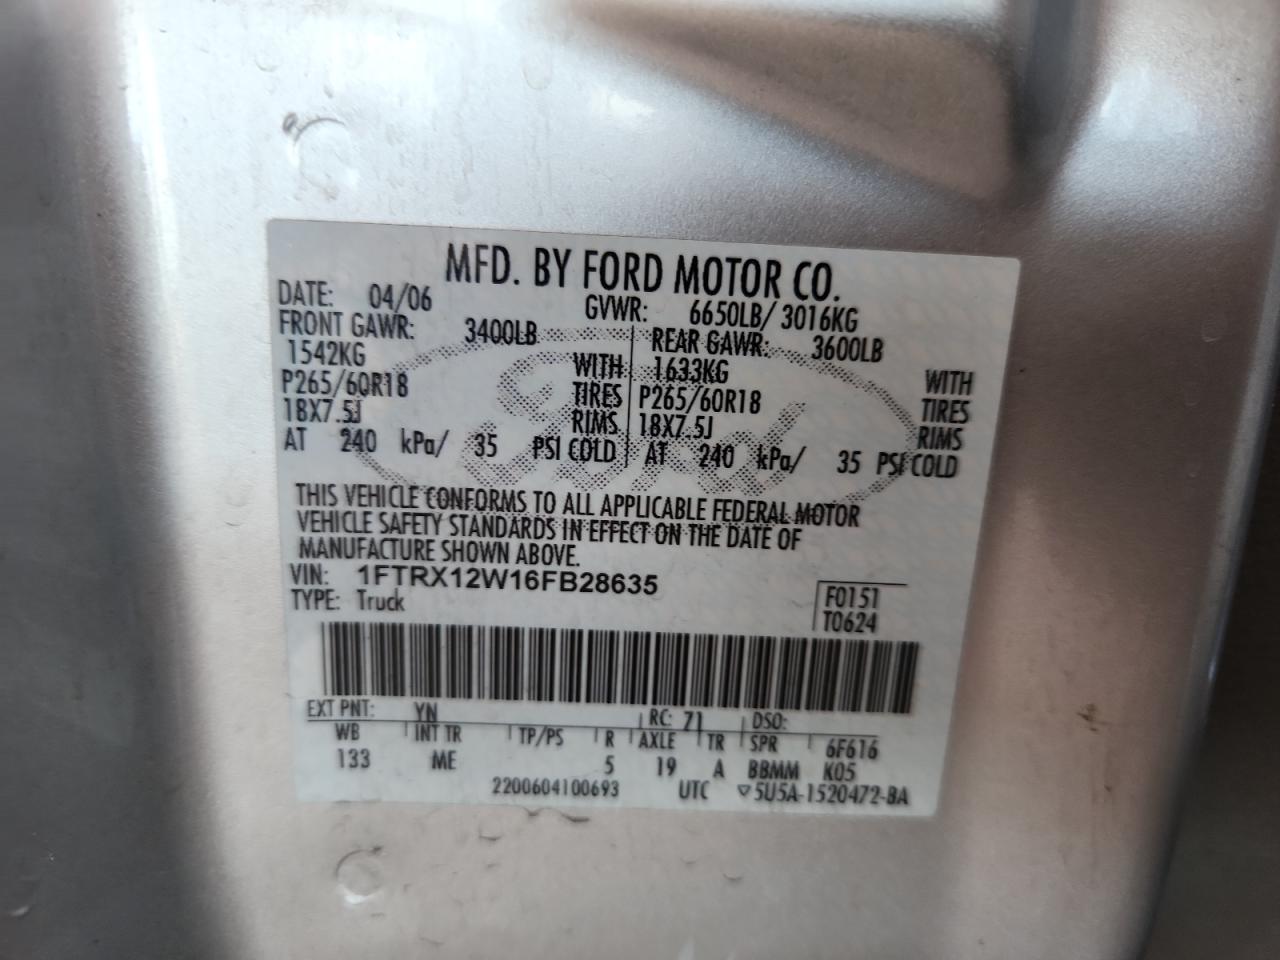 MFD. BY FORD MOTOR CO.
DATE: 04/06 GVWR: 6650LB/ 3016KG
FRONT GAWR: 3400LB REAR GAWR: 3600LB
1542KG WITH 1633KG WITH
P265/60R18 TIRES P265/60R18 TIRES
18X7.5J RIMS 18X7.5J RIMS
AT 240 kPa/ 35 PSI COLD AT 240 kPa/ 35 PSI COLD
Ford
THIS VEHICLE CONFORMS TO ALL APPLICABLE FEDERAL MOTOR
VEHICLE SAFETY STANDARDS IN EFFECT ON THE DATE OF
MANUFACTURE SHOWN ABOVE.
VIN: 1FTRX12W16FB28635 F0151
TYPE: Truck T0624
EXT PNT: YN RC: 71 DSO:
WB INT TR TP/PS R AXLE TR SPR 6F616
133 ME 5 19 A BBMM K05
2200604100693 UTC ▽5U5A-1520472-BA